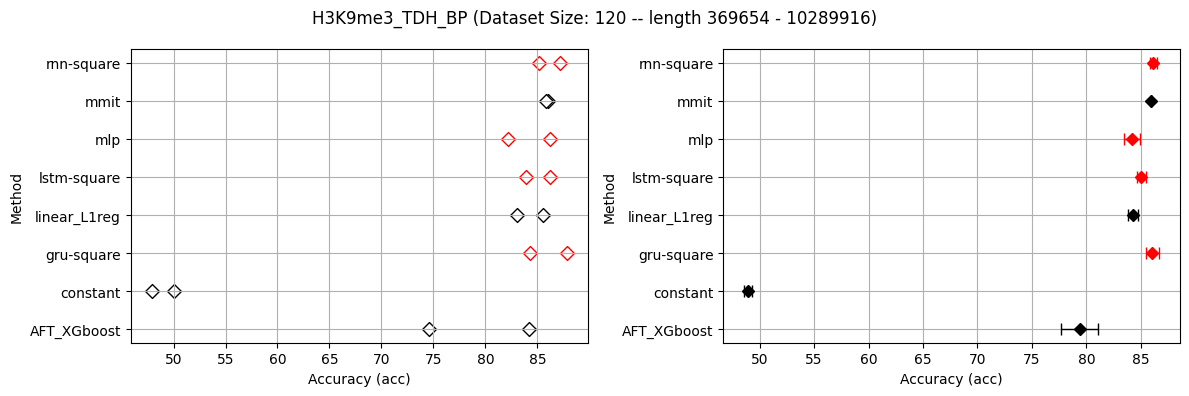 H3K9me3_TDH_BP (Dataset Size: 120 -- length 369654 - 10289916)
Method
rnn-square
mmit
mlp
lstm-square
linear_L1reg
gru-square
constant
AFT_XGboost
50 55 60 65 70 75 80 85
Accuracy (acc)
Method
rnn-square
mmit
mlp
lstm-square
linear_L1reg
gru-square
constant
AFT_XGboost
50 55 60 65 70 75 80 85
Accuracy (acc)